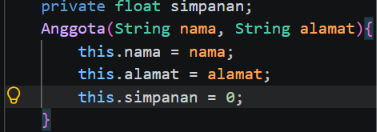 private float simpanan;
Anggota(String nama, String alamat){
this.nama = nama;
this.alamat = alamat;
this.simpanan = 0;
}